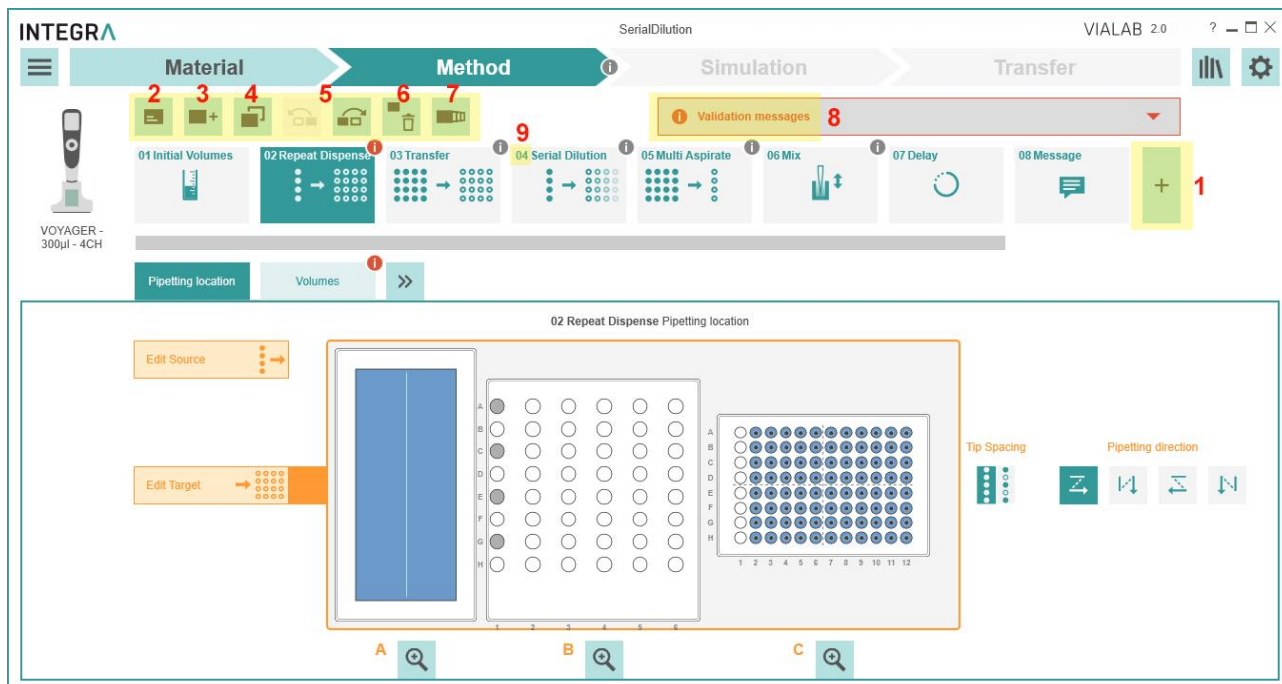 INTEGRA
SerialDilution
VIALAB 2.0
?
Material
Method
i
Simulation
Transfer
2
3
4
5
6
7
i Validation messages 8
9
01 Initial Volumes
02 Repeat Dispense
i
03 Transfer
i
04 Serial Dilution
i
05 Multi Aspirate
i
06 Mix
i
07 Delay
08 Message
+ 1
VOYAGER -
300µl - 4CH
Pipetting location
Volumes
i
02 Repeat Dispense Pipetting location
Edit Source
Edit Target
A
B
C
D
E
F
G
H
1 2 3 4 5 6
A
B
C
D
E
F
G
H
1 2 3 4 5 6 7 8 9 10 11 12
Tip Spacing
Pipetting direction
A
B
C